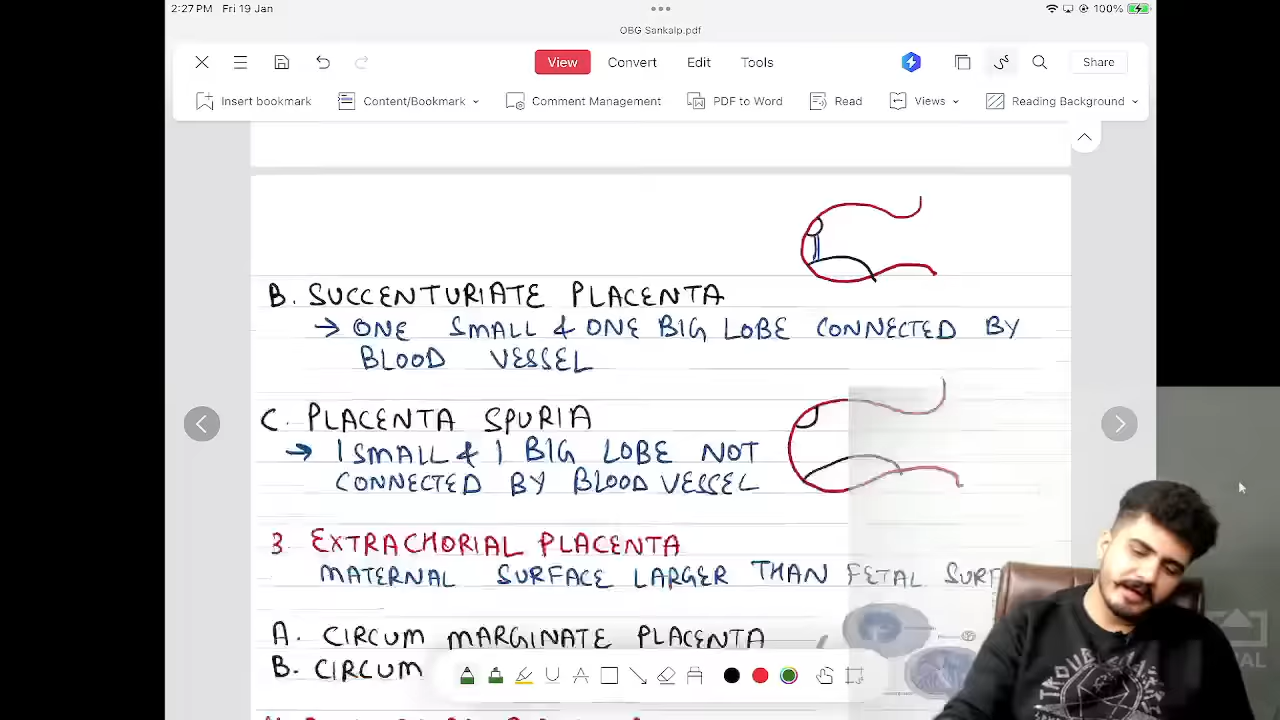 2:27 PM Fri 19 Jan
100%
OBG Sankalp.pdf
View Convert Edit Tools
Share
Insert bookmark Content/Bookmark Comment Management PDF to Word Read Views Reading Background
B. SUCCENTURIATE PLACENTA
→ ONE SMALL & ONE BIG LOBE CONNECTED BY
BLOOD VESSEL
C. PLACENTA SPURIA
→ 1 SMALL & 1 BIG LOBE NOT
CONNECTED BY BLOOD VESSEL
3. EXTRACHORIAL PLACENTA
MATERNAL SURFACE LARGER THAN FETAL SURF
A. CIRCUM MARGINATE PLACENTA
B. CIRCUM